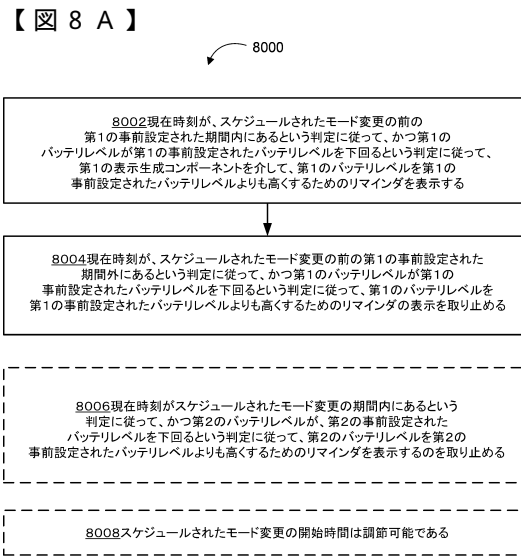 【図８Ａ】
8000
8002現在時刻が、スケジュールされたモード変更の前の
第１の事前設定された期間内にあるという判定に従って、かつ第１の
バッテリレベルが第１の事前設定されたバッテリレベルを下回るという判定に従って、
第１の表示生成コンポーネントを介して、第１のバッテリレベルを第１の
事前設定されたバッテリレベルよりも高くするためのリマインダを表示する
8004現在時刻が、スケジュールされたモード変更の前の第１の事前設定された
期間外にあるという判定に従って、かつ第１のバッテリレベルが第１の
事前設定されたバッテリレベルを下回るという判定に従って、第１のバッテリレベルを
第１の事前設定されたバッテリレベルよりも高くするためのリマインダの表示を取り止める
8006現在時刻がスケジュールされたモード変更の期間内にあるという
判定に従って、かつ第２のバッテリレベルが、第２の事前設定された
バッテリレベルを下回るという判定に従って、第２のバッテリレベルを第２の
事前設定されたバッテリレベルよりも高くするためのリマインダを表示するのを取り止める
8008スケジュールされたモード変更の開始時間は調節可能である